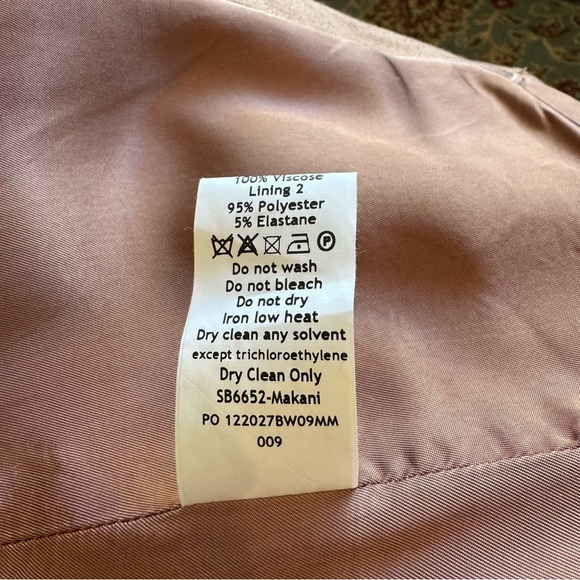 100% Viscose
Lining 2
95% Polyester
5% Elastane
P
Do not wash
Do not bleach
Do not dry
Iron low heat
Dry clean any solvent
except trichloroethylene
Dry Clean Only
SB6652-Makani
PO 122027BW09MM
009